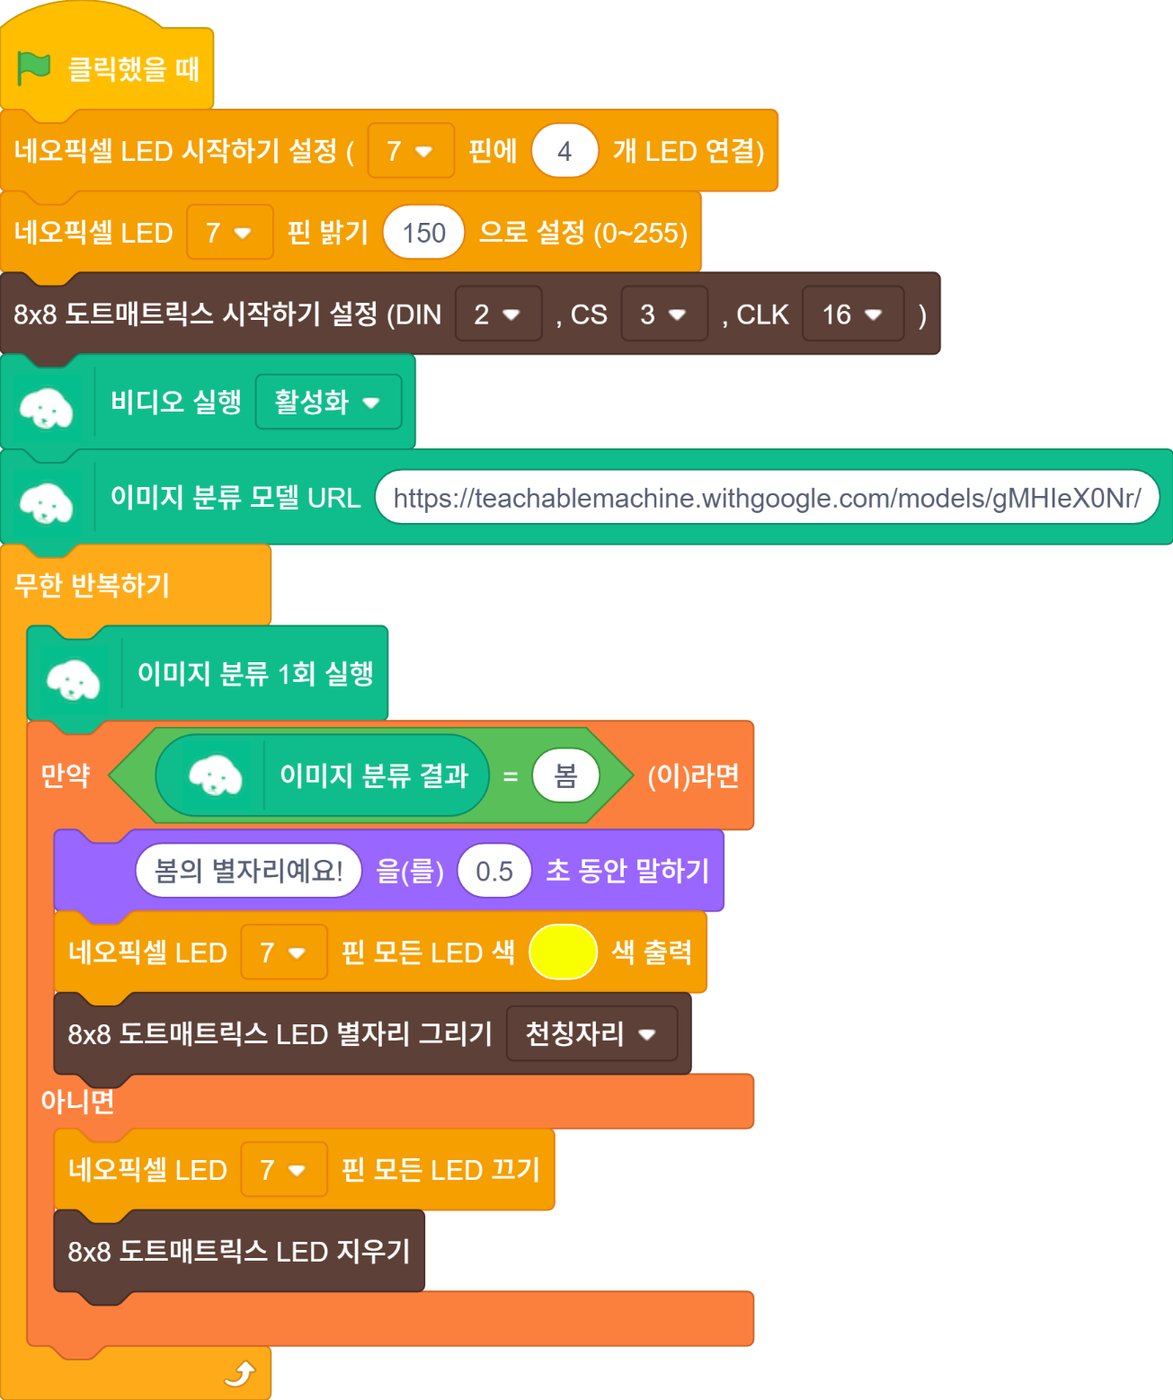 클릭했을 때
네오픽셀 LED 시작하기 설정 ( 7 핀에 4 개 LED 연결)
네오픽셀 LED 7 핀 밝기 150 으로 설정 (0~255)
8x8 도트매트릭스 시작하기 설정 (DIN 2 , CS 3 , CLK 16 )
비디오 실행 활성화
이미지 분류 모델 URL https://teachablemachine.withgoogle.com/models/gMHIeX0Nr/
무한 반복하기
이미지 분류 1회 실행
만약 이미지 분류 결과 = 봄 (이)라면
봄의 별자리예요! 을(를) 0.5 초 동안 말하기
네오픽셀 LED 7 핀 모든 LED 색 색 출력
8x8 도트매트릭스 LED 별자리 그리기 천칭자리
아니면
네오픽셀 LED 7 핀 모든 LED 끄기
8x8 도트매트릭스 LED 지우기